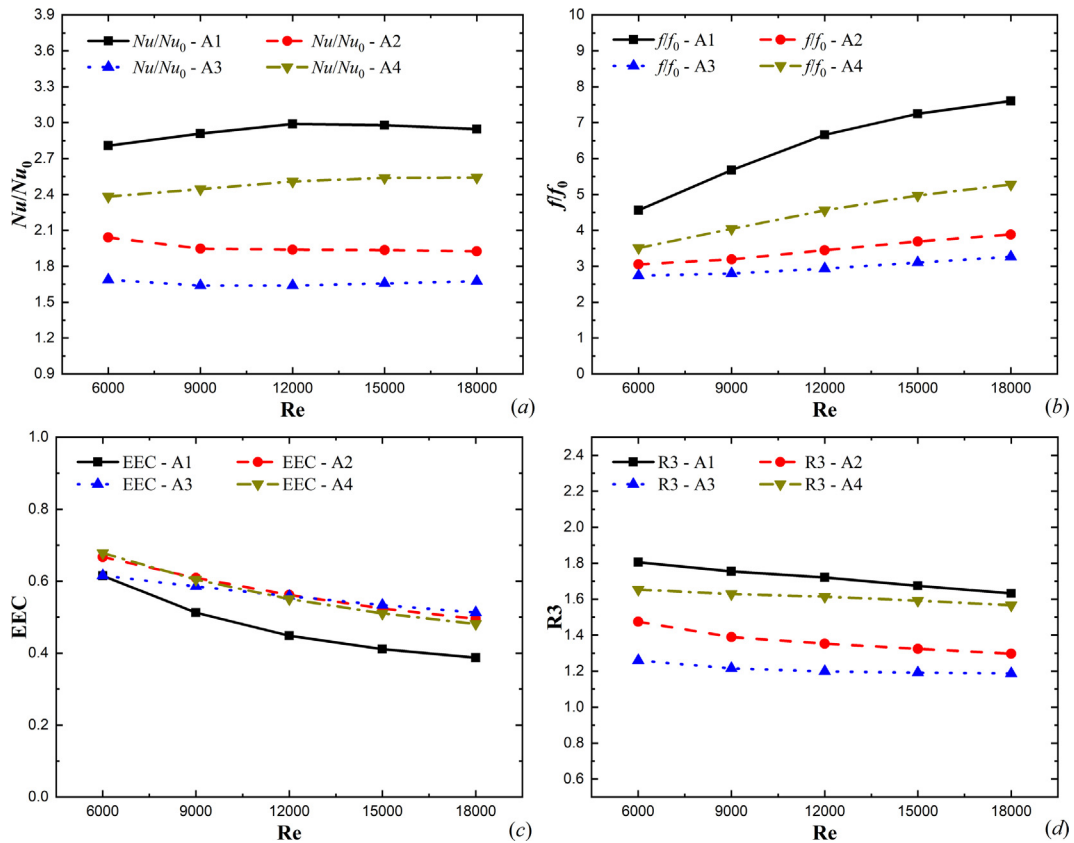 3.9
3.6
3.3
3.0
2.7
2.4
2.1
1.8
1.5
1.2
0.9
Nu/Nu₀
Nu/Nu₀ - A1 Nu/Nu₀ - A2
Nu/Nu₀ - A3 Nu/Nu₀ - A4
6000 9000 12000 15000 18000
Re
(a)
10
9
8
7
6
5
4
3
2
1
0
f/f₀
f/f₀ - A1 f/f₀ - A2
f/f₀ - A3 f/f₀ - A4
6000 9000 12000 15000 18000
Re
(b)
1.0
0.8
0.6
0.4
0.2
0.0
EEC
EEC - A1 EEC - A2
EEC - A3 EEC - A4
6000 9000 12000 15000 18000
Re
(c)
2.4
2.2
2.0
1.8
1.6
1.4
1.2
1.0
0.8
0.6
R3
R3 - A1 R3 - A2
R3 - A3 R3 - A4
6000 9000 12000 15000 18000
Re
(d)